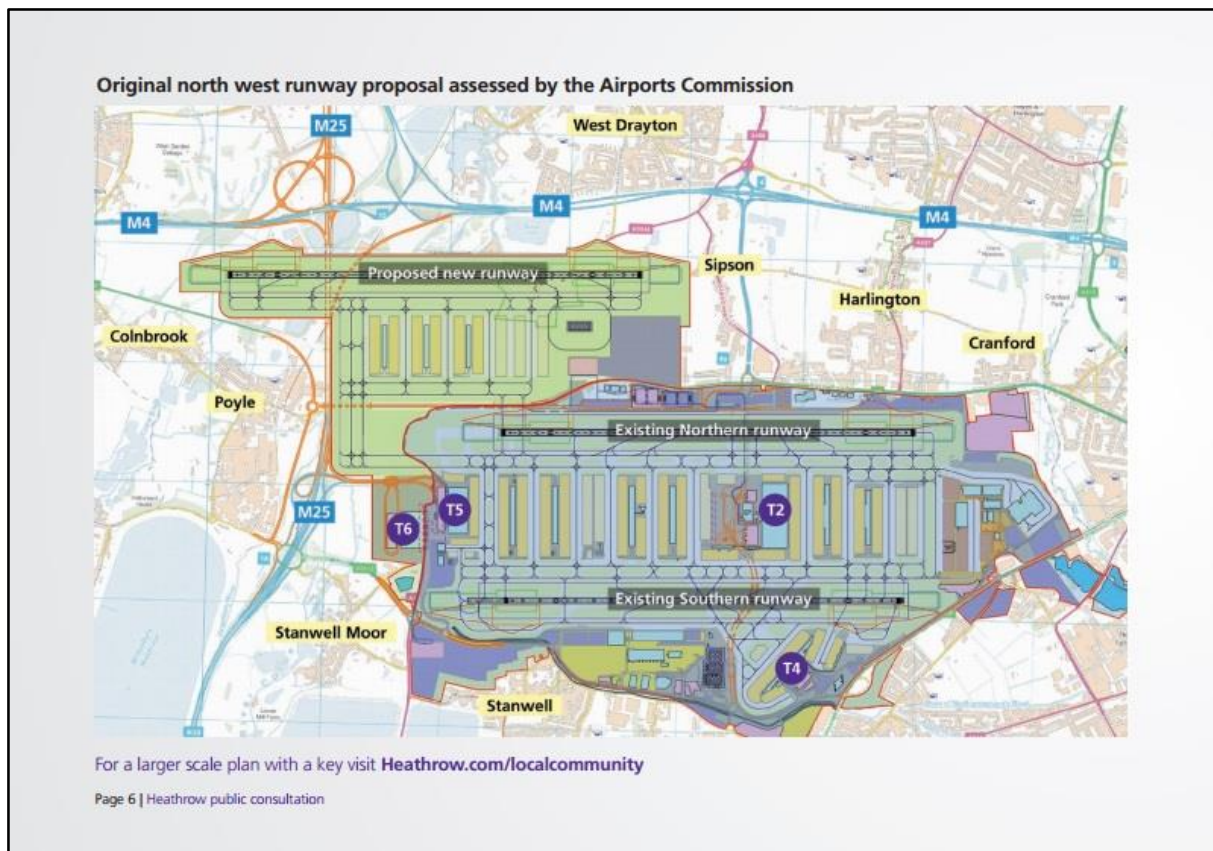 Original north west runway proposal assessed by the Airports Commission
M25
West Drayton
M4
M4
M4
Proposed new runway
Sipson
Harlington
Colnbrook
Cranford
Poyle
Existing Northern runway
M25
T6
T5
T2
Existing Southern runway
Stanwell Moor
T4
Stanwell
For a larger scale plan with a key visit Heathrow.com/localcommunity
Page 6 | Heathrow public consultation